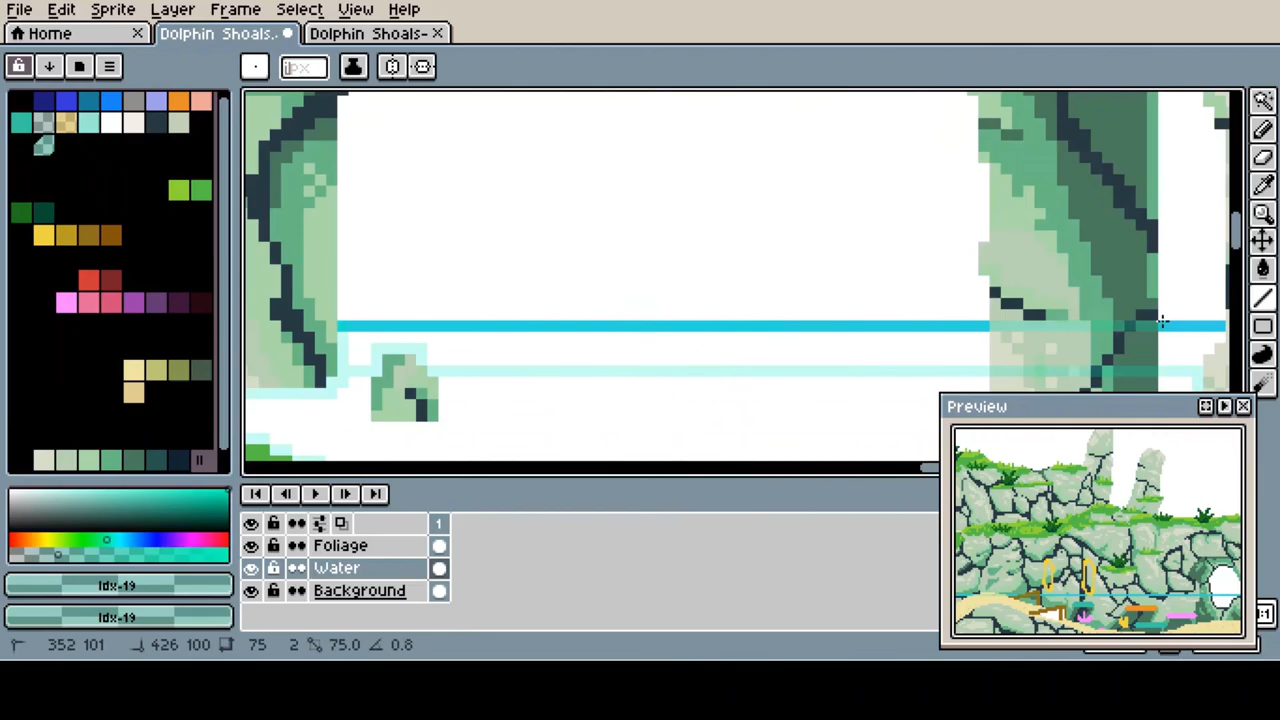 File Edit Sprite Layer Frame Select View Help
Home Dolphin Shoals. Dolphin Shoals-
Foliage
Water
Background
1
Idx-19
Idx-19
Preview
352 101 426 100 75 2 75.0 0.8